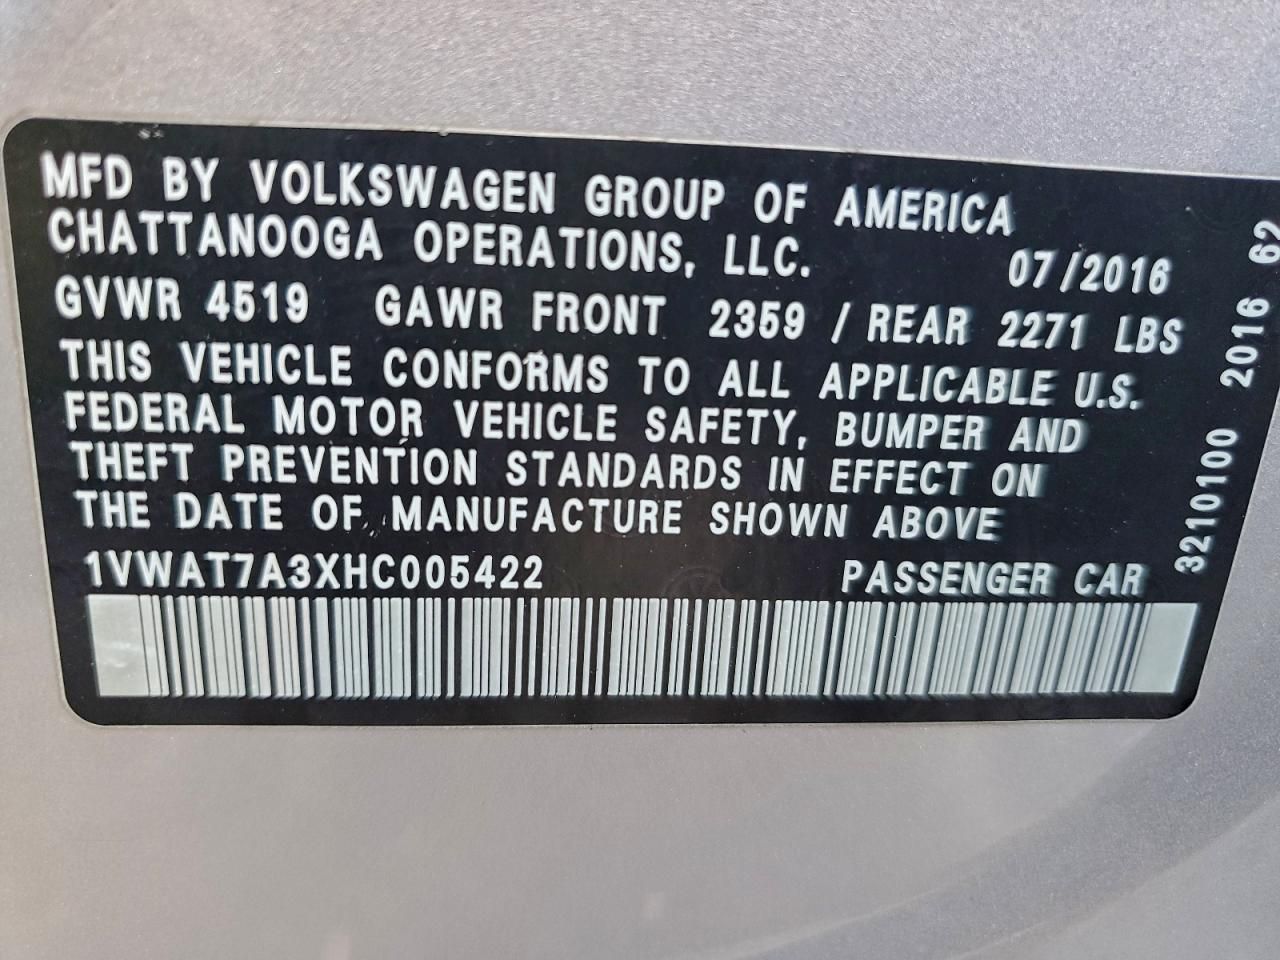 MFD BY VOLKSWAGEN GROUP OF AMERICA
CHATTANOOGA OPERATIONS, LLC. 07/2016
GVWR 4519 GAWR FRONT 2359 / REAR 2271 LBS
THIS VEHICLE CONFORMS TO ALL APPLICABLE U.S.
FEDERAL MOTOR VEHICLE SAFETY, BUMPER AND
THEFT PREVENTION STANDARDS IN EFFECT ON
THE DATE OF MANUFACTURE SHOWN ABOVE
1VWAT7A3XHC005422 PASSENGER CAR
3210100 2016 62